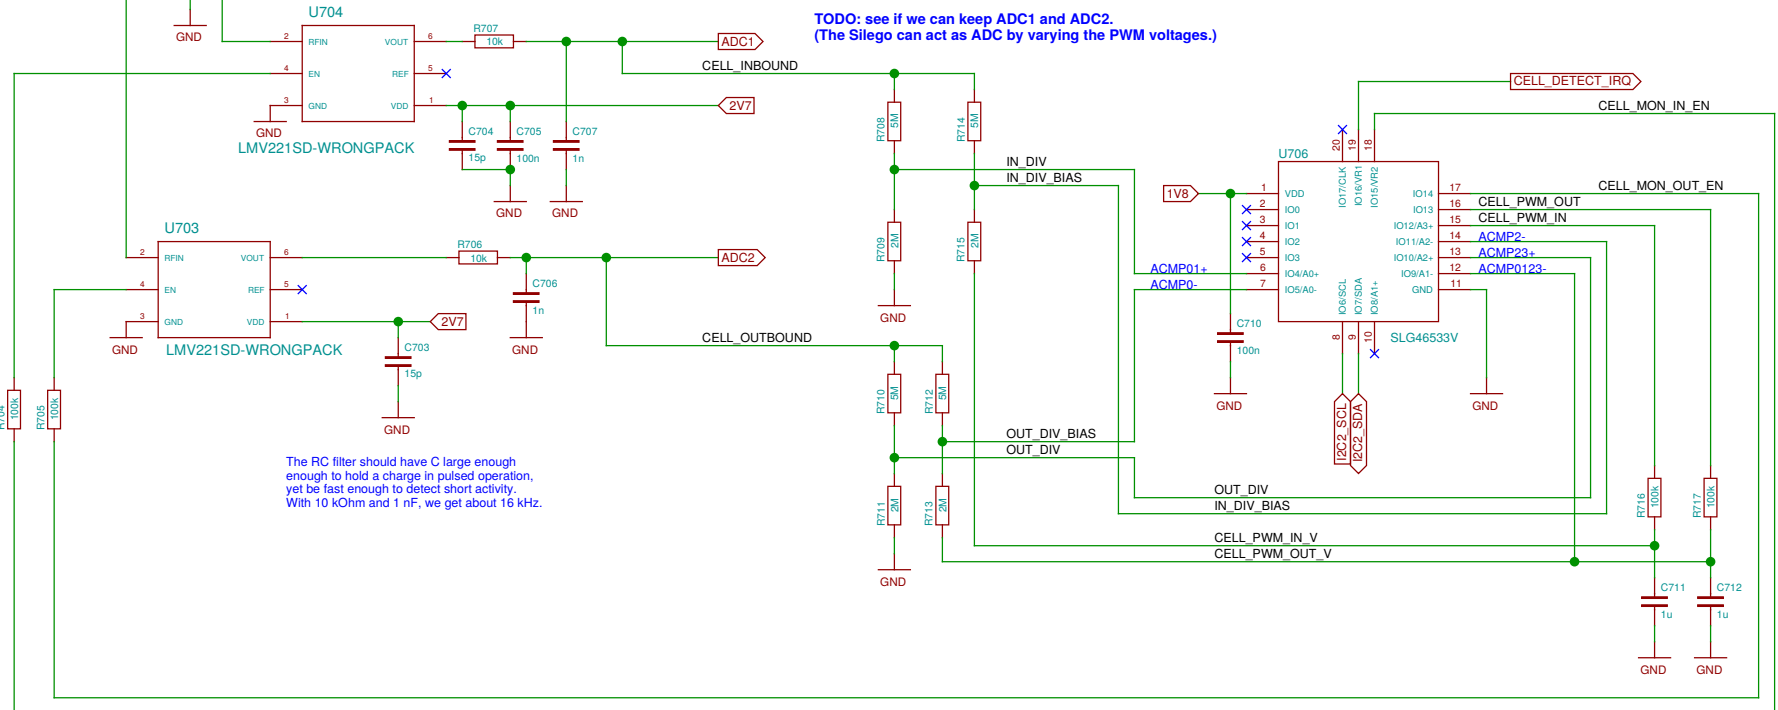 U704
GND
2
RFIN
VOUT
6
R707
10k
ADC1
4
EN
REF
5
3
GND
VDD
1
2V7
GND
LMV221SD-WRONGPACK
C704
15p
C705
100n
C707
1n
GND
GND
TODO: see if we can keep ADC1 and ADC2.
(The Silego can act as ADC by varying the PWM voltages.)
CELL_INBOUND
R708
5M
R714
5M
IN_DIV
IN_DIV_BIAS
R709
2M
R715
2M
GND
U703
2
RFIN
VOUT
6
R706
10k
ADC2
4
EN
REF
5
3
GND
VDD
1
2V7
GND
LMV221SD-WRONGPACK
C706
1n
GND
C703
15p
GND
CELL_OUTBOUND
R710
5M
R712
5M
OUT_DIV_BIAS
OUT_DIV
R711
2M
R713
2M
GND
R704
100k
R705
100k
The RC filter should have C large enough
enough to hold a charge in pulsed operation,
yet be fast enough to detect short activity.
With 10 kOhm and 1 nF, we get about 16 kHz.
CELL_DETECT_IRQ
CELL_MON_IN_EN
U706
20
19
18
IO17/CLK
IO16/VR1
IO15/VR2
1V8
1
VDD
2
IO0
3
IO1
4
IO2
5
IO3
ACMP01+
6
IO4/A0+
ACMP0-
7
IO5/A0-
IO14
17
CELL_MON_OUT_EN
IO13
16
CELL_PWM_OUT
IO12/A3+
15
CELL_PWM_IN
IO11/A2-
14
ACMP2-
IO10/A2+
13
ACMP23+
IO9/A1-
12
ACMP0123-
GND
11
IO6/SCL
IO7/SDA
IO8/A1+
8
9
10
SLG46533V
C710
100n
GND
GND
I2C2_SCL
I2C2_SDA
OUT_DIV
IN_DIV_BIAS
CELL_PWM_IN_V
CELL_PWM_OUT_V
R716
100k
R717
100k
C711
1u
C712
1u
GND
GND